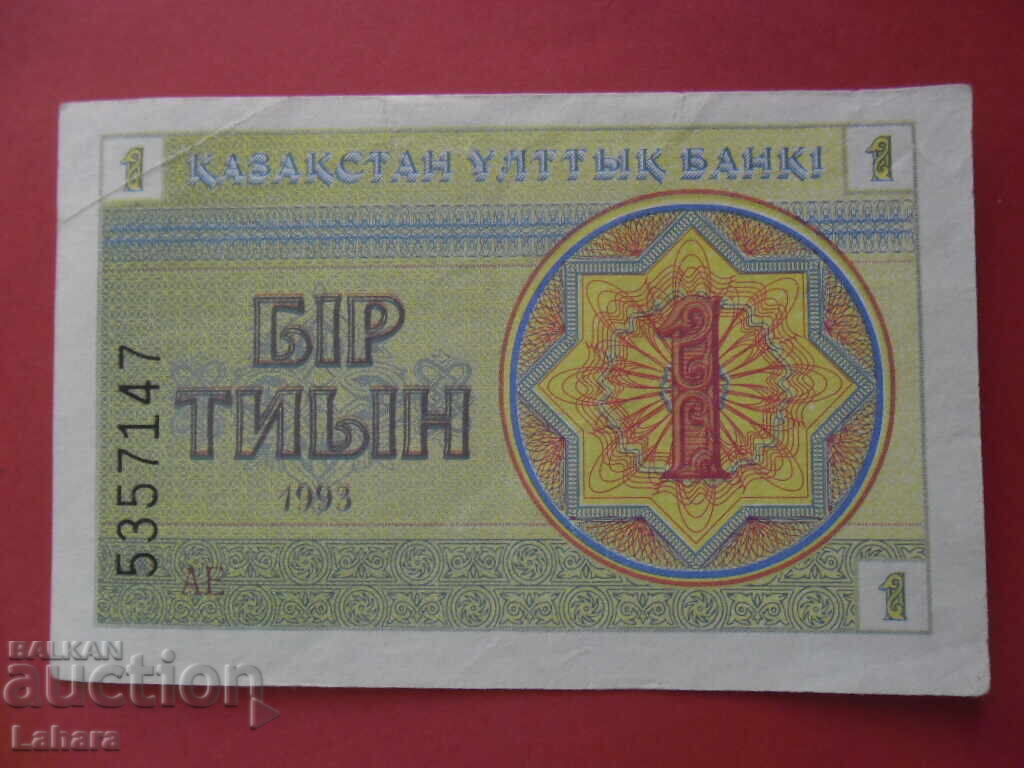 1 ҚАЗАҚСТАН ҰЛТТЫҚ БАНКІ 1
БІР
ТИЫН
1993
1
5357147
АЕ
1
BALKAN
auction
Lahara